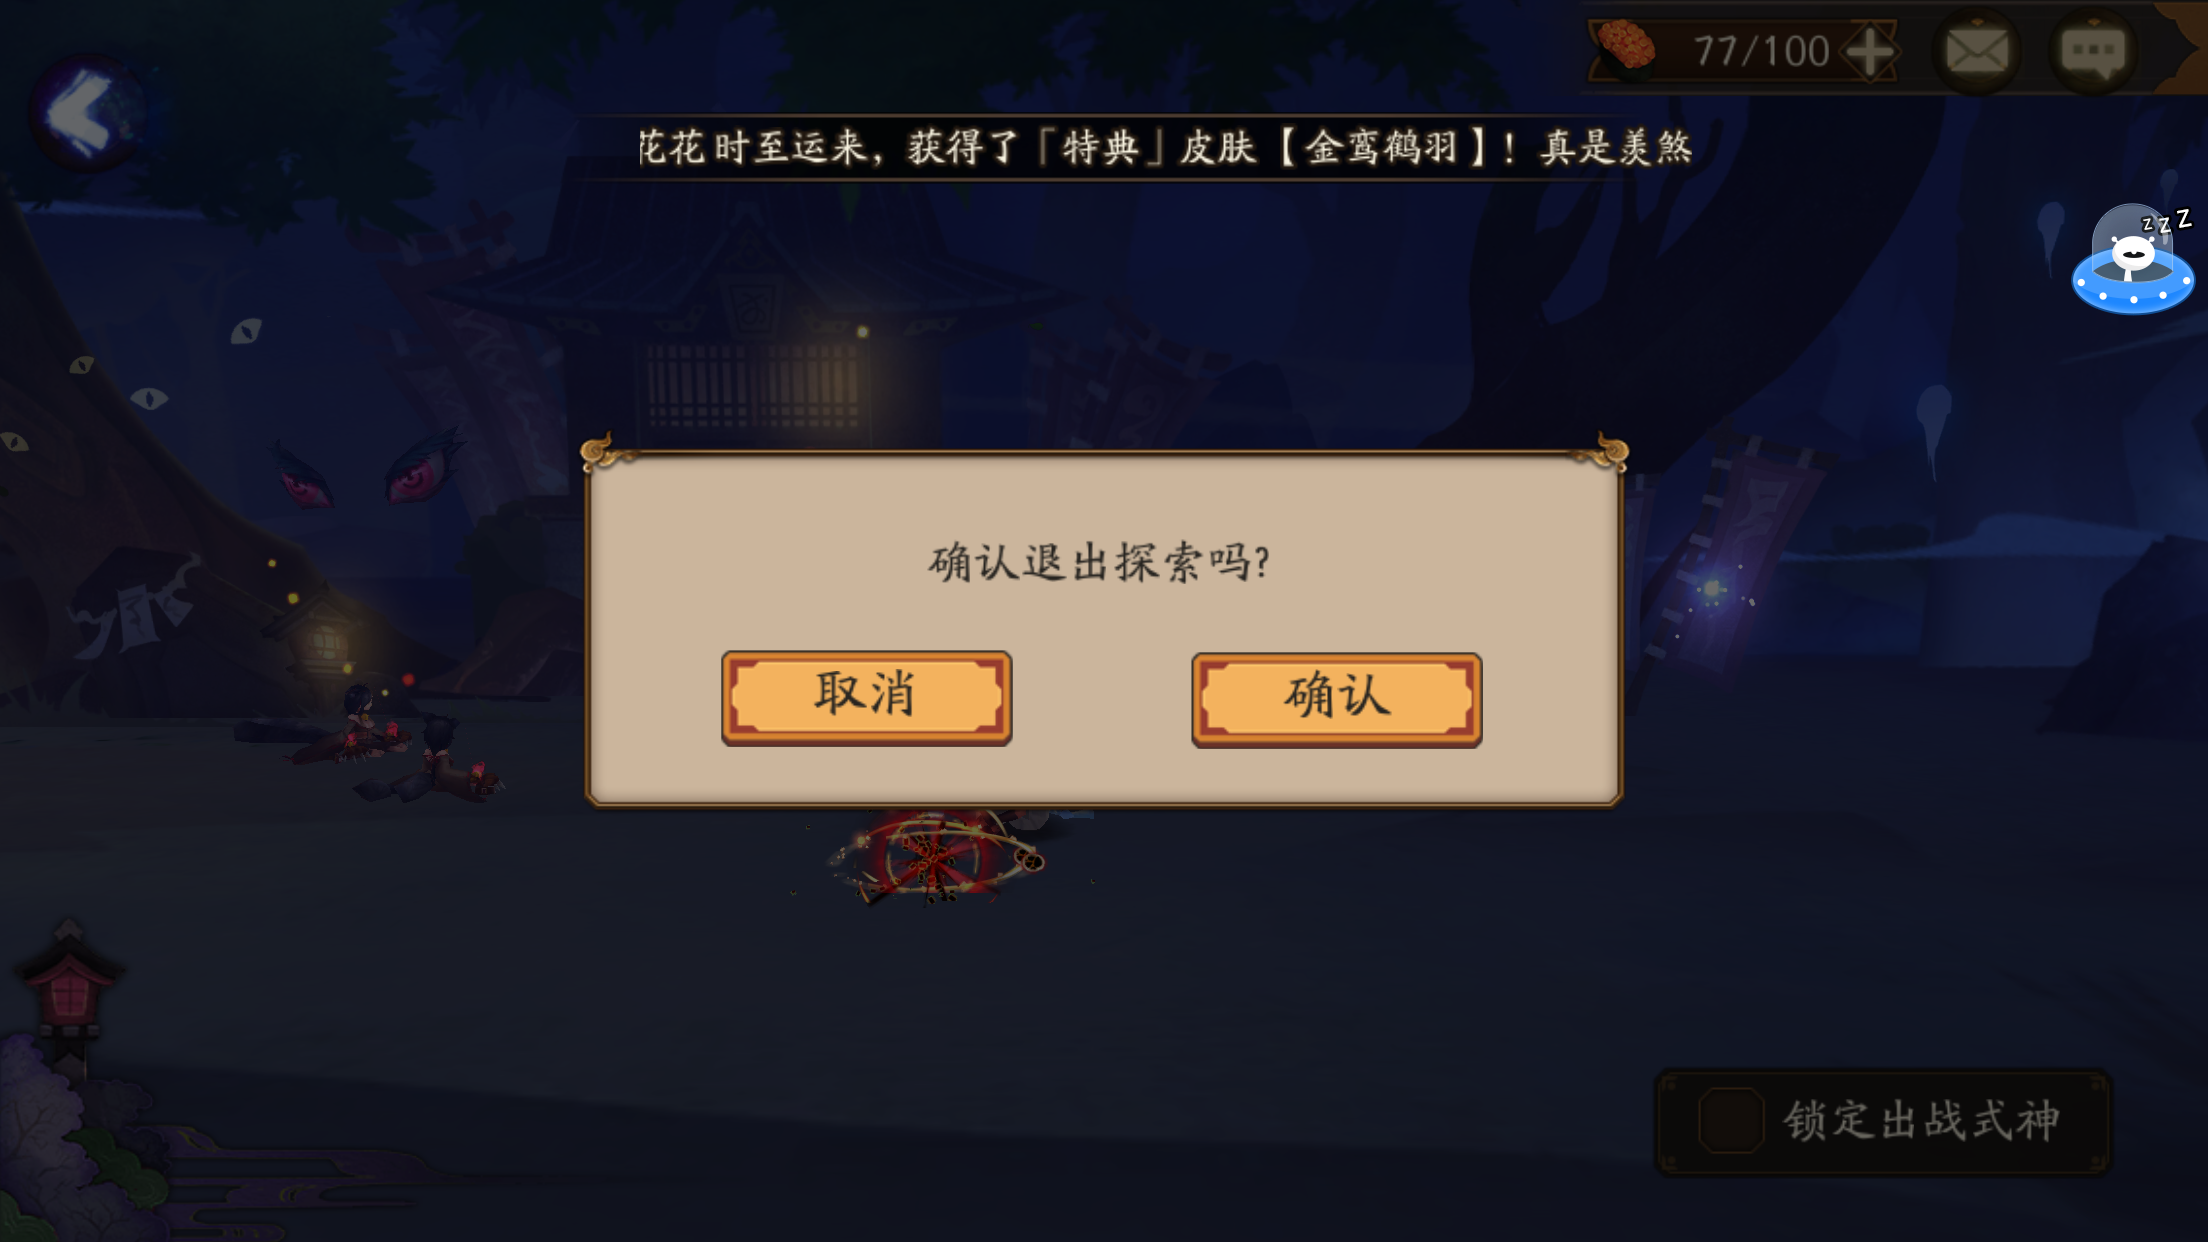 77/100
花花时至运来，获得了「特典」皮肤【金鸾鹤羽】！真是羡煞
z z Z
确认退出探索吗?
取消
确认
锁定出战式神